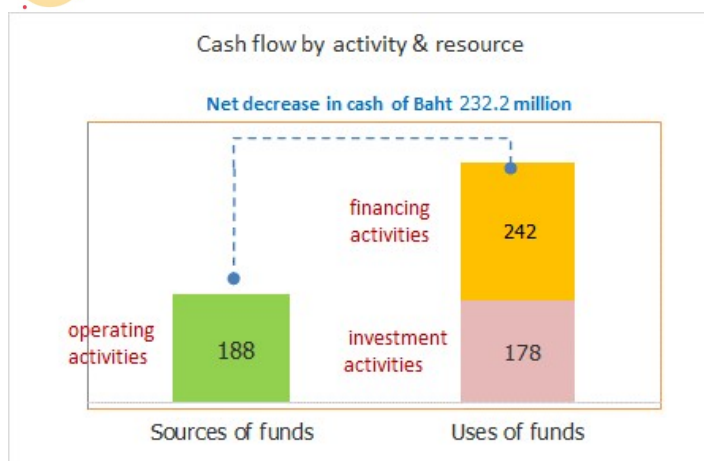 Cash flow by activity & resource
Net decrease in cash of Baht 232.2 million
financing
activities
242
operating
activities
188
investment
activities
178
Sources of funds
Uses of funds